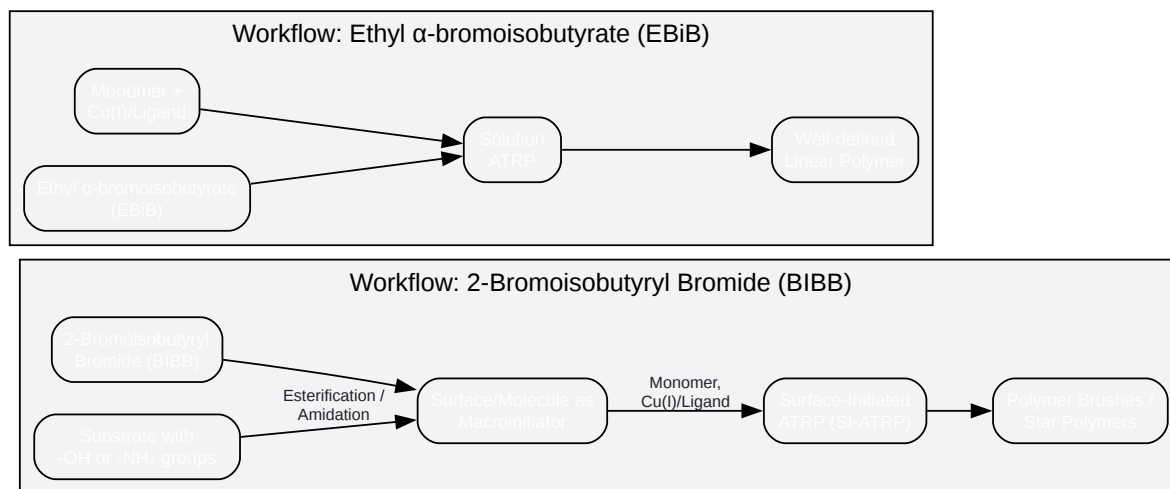 Workflow: Ethyl α-bromoisobutyrate (EBiB)
Monomer +
Cu(I)/Ligand
Ethyl α-bromoisobutyrate
(EBiB)
Solution
ATRP
Well-defined
Linear Polymer
Workflow: 2-Bromoisobutyryl Bromide (BIBB)
2-Bromoisobutyryl
Bromide (BIBB)
Substrate with
-OH or -NH₂ groups
Esterification /
Amidation
Surface/Molecule as
Macroinitiator
Monomer,
Cu(I)/Ligand
Surface-Initiated
ATRP (SI-ATRP)
Polymer Brushes /
Star Polymers